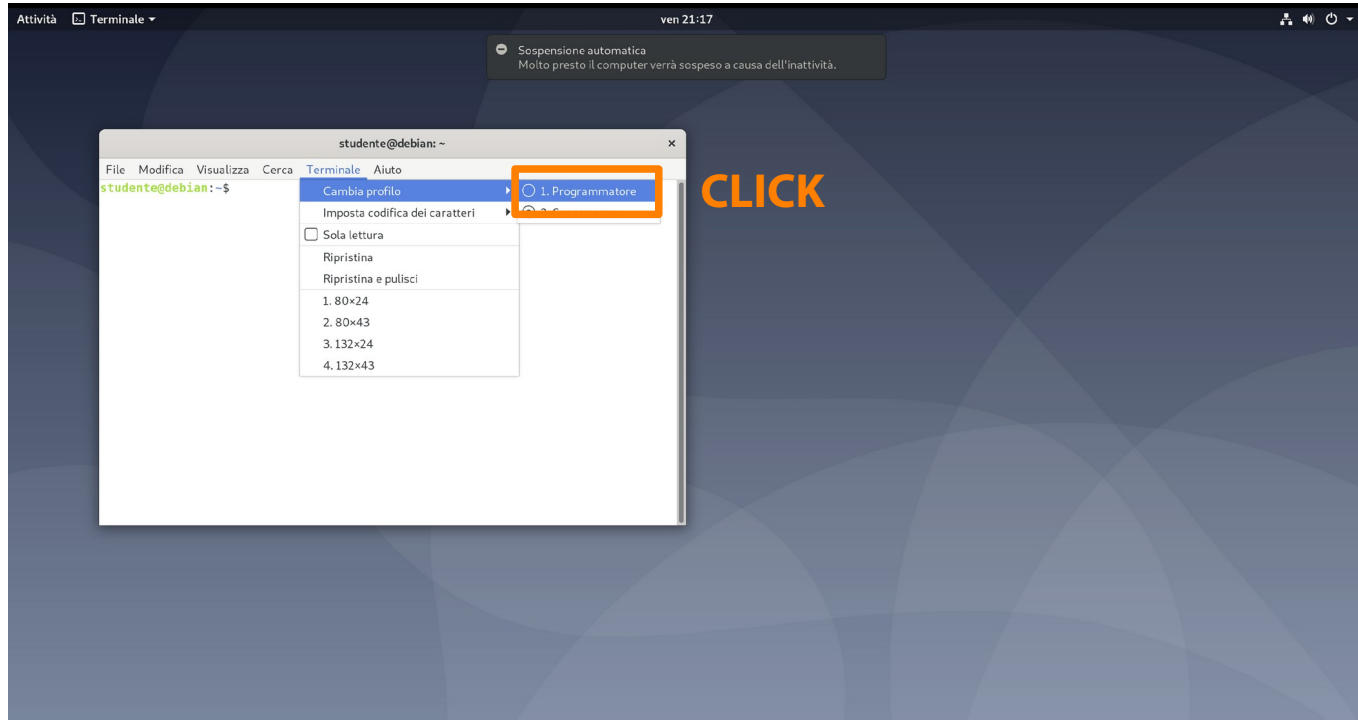 Attività Terminale ven 21:17
Sospensione automatica
Molto presto il computer verrà sospeso a causa dell'inattività.
studente@debian: ~ ×
File Modifica Visualizza Cerca Terminale Aiuto
studente@debian:~$
Cambia profilo
1. Programmatore
CLICK
Imposta codifica dei caratteri
Sola lettura
Ripristina
Ripristina e pulisci
1. 80×24
2. 80×43
3. 132×24
4. 132×43